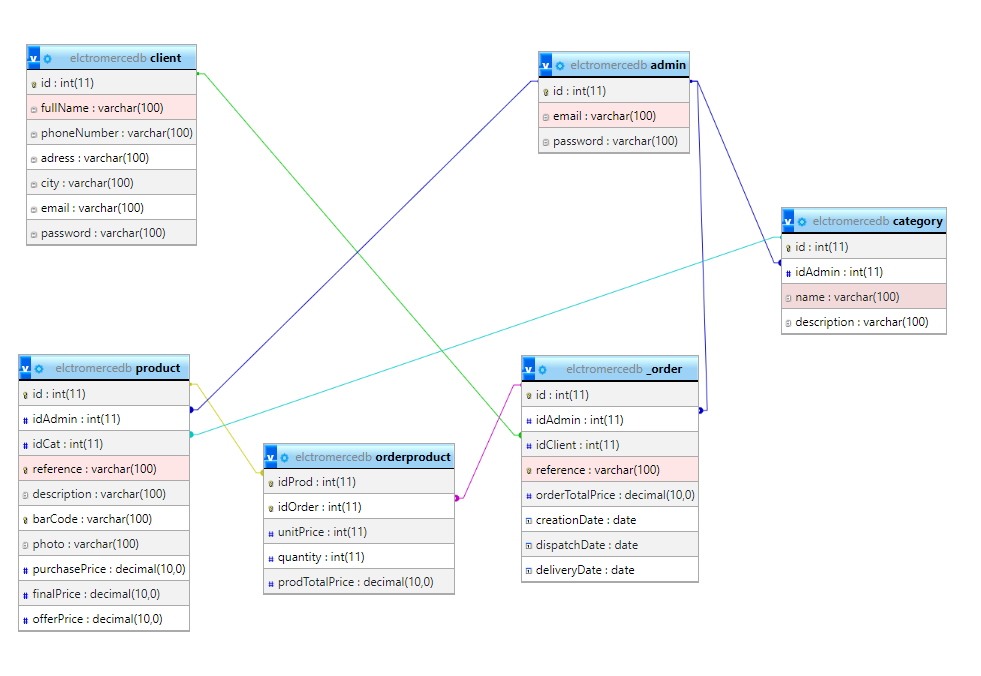 elctromercedb client
id : int(11)
fullName : varchar(100)
phoneNumber : varchar(100)
adress : varchar(100)
city : varchar(100)
email : varchar(100)
password : varchar(100)
elctromercedb admin
id : int(11)
email : varchar(100)
password : varchar(100)
elctromercedb category
id : int(11)
idAdmin : int(11)
name : varchar(100)
description : varchar(100)
elctromercedb product
id : int(11)
idAdmin : int(11)
idCat : int(11)
reference : varchar(100)
description : varchar(100)
barCode : varchar(100)
photo : varchar(100)
purchasePrice : decimal(10,0)
finalPrice : decimal(10,0)
offerPrice : decimal(10,0)
elctromercedb orderproduct
idProd : int(11)
idOrder : int(11)
unitPrice : int(11)
quantity : int(11)
prodTotalPrice : decimal(10,0)
elctromercedb _order
id : int(11)
idAdmin : int(11)
idClient : int(11)
reference : varchar(100)
orderTotalPrice : decimal(10,0)
creationDate : date
dispatchDate : date
deliveryDate : date